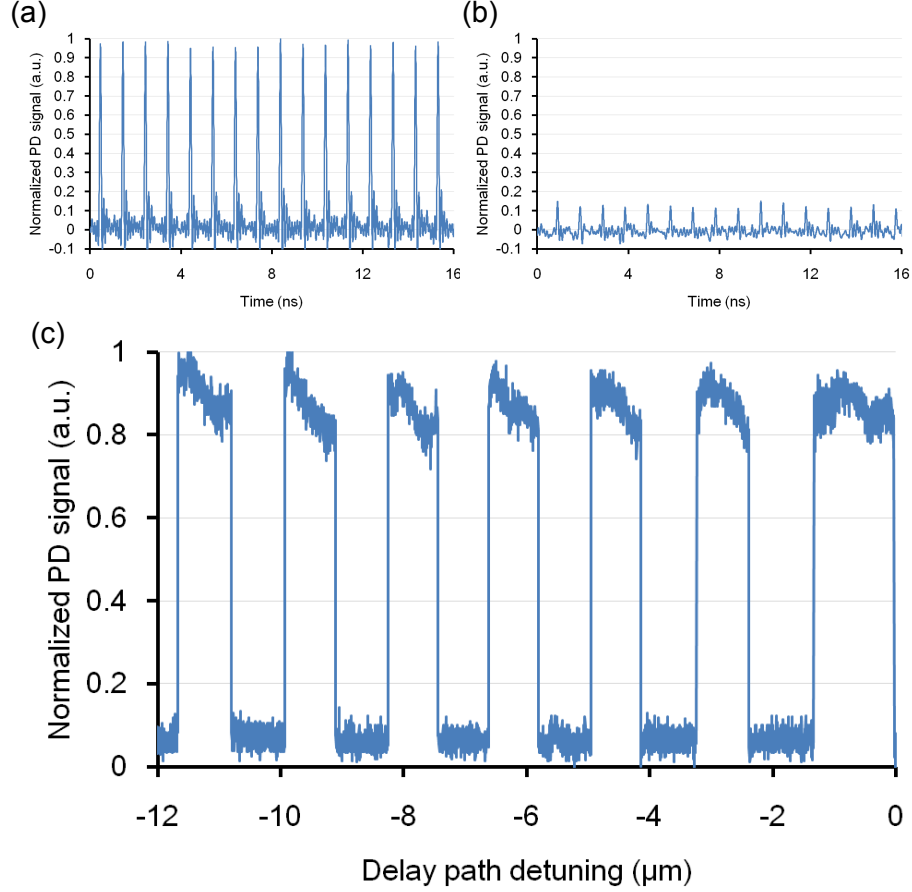 (a)
Normalized PD signal (a.u.)
1
0.9
0.8
0.7
0.6
0.5
0.4
0.3
0.2
0.1
0
-0.1
0 4 8 12 16
Time (ns)
(b)
Normalized PD signal (a.u.)
1
0.9
0.8
0.7
0.6
0.5
0.4
0.3
0.2
0.1
0
-0.1
0 4 8 12 16
Time (ns)
(c)
Normalized PD signal (a.u.)
1
0.8
0.6
0.4
0.2
0
-12 -10 -8 -6 -4 -2 0
Delay path detuning (μm)